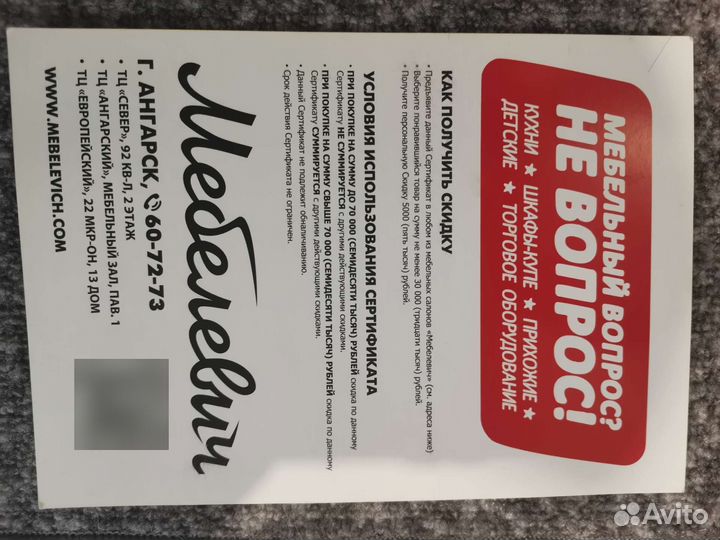 МЕБЕЛЬНЫЙ ВОПРОС?
НЕ ВОПРОС!
КУХНИ ★ ШКАФЫ-КУПЕ ★ ПРИХОЖИЕ ★
ДЕТСКИЕ ★ ТОРГОВОЕ ОБОРУДОВАНИЕ
КАК ПОЛУЧИТЬ СКИДКУ
• Предъявите данный Сертификат в любом из мебельных салонов «Мебелевич» (см. адреса ниже)
• Выберите понравившийся товар на сумму не менее 30 000 (тридцати тысяч) рублей.
• Получите персональную Скидку 5000 (пять тысяч) рублей.
УСЛОВИЯ ИСПОЛЬЗОВАНИЯ СЕРТИФИКАТА
• ПРИ ПОКУПКЕ НА СУММУ ДО 70 000 (СЕМИДЕСЯТИ ТЫСЯЧ) РУБЛЕЙ скидка по данному
Сертификату НЕ СУММИРУЕТСЯ с другими действующими скидками.
• ПРИ ПОКУПКЕ НА СУММУ СВЫШЕ 70 000 (СЕМИДЕСЯТИ ТЫСЯЧ) РУБЛЕЙ скидка по данному
Сертификату СУММИРУЕТСЯ с другими действующими скидками.
• Данный Сертификат не подлежит обналичиванию.
• Срок действия Сертификата не ограничен.
Мебелевич
Г. АНГАРСК, 60-72-73
• ТЦ «СЕВЕР», 92 КВ-Л, 2 ЭТАЖ
• ТЦ «АНГАРСКИЙ», МЕБЕЛЬНЫЙ ЗАЛ, ПАВ. 1
• ТЦ «ЕВРОПЕЙСКИЙ», 22 МКР-ОН, 13 ДОМ
WWW.MEBELEVICH.COM
Avito